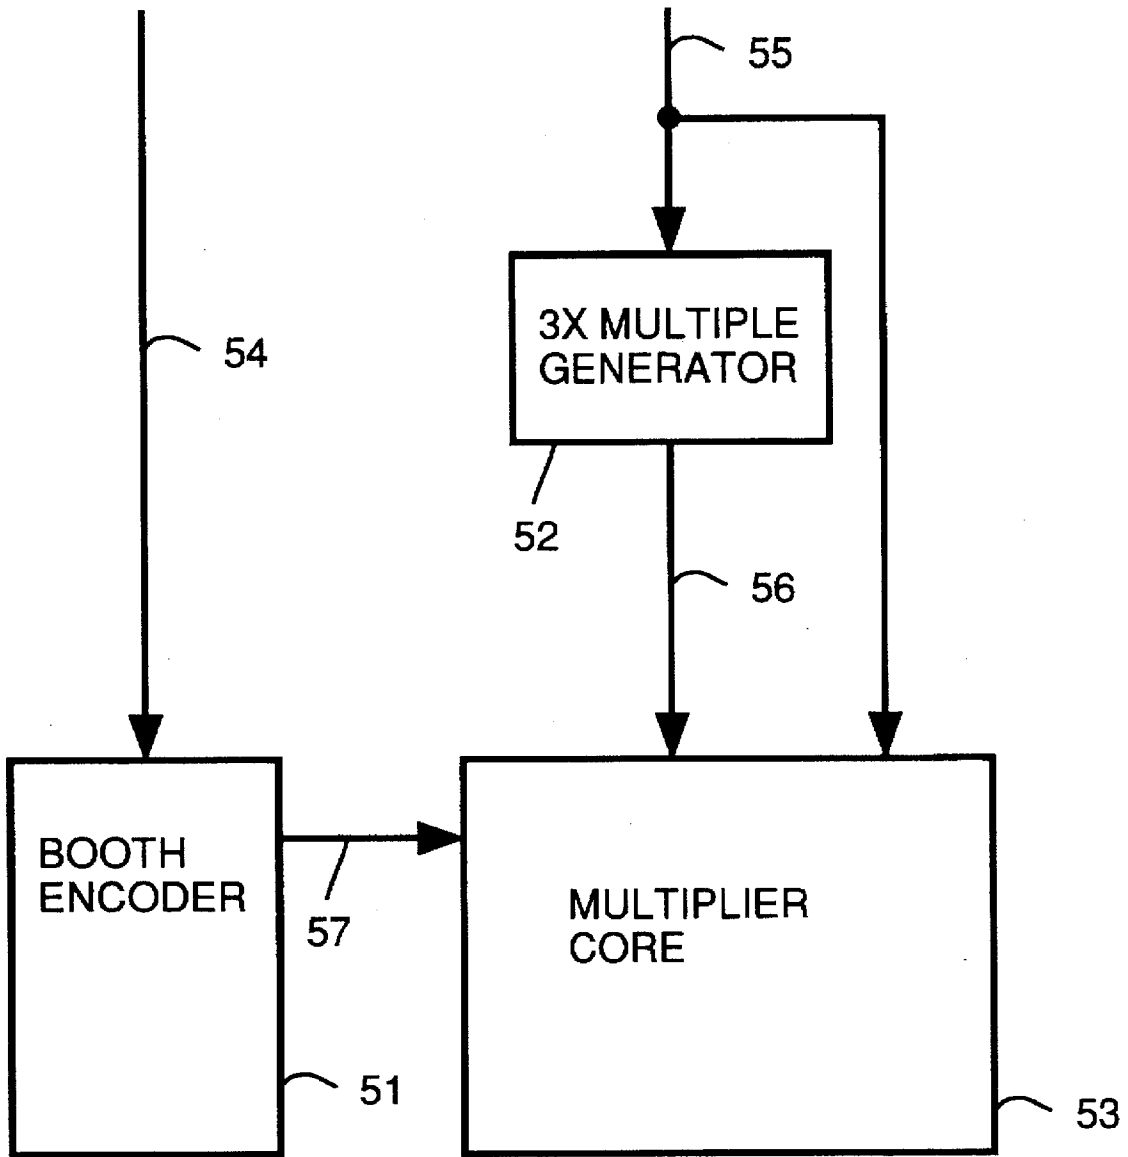 55
3X MULTIPLE
GENERATOR
54
52
56
BOOTH
ENCODER
57
MULTIPLIER
CORE
51
53